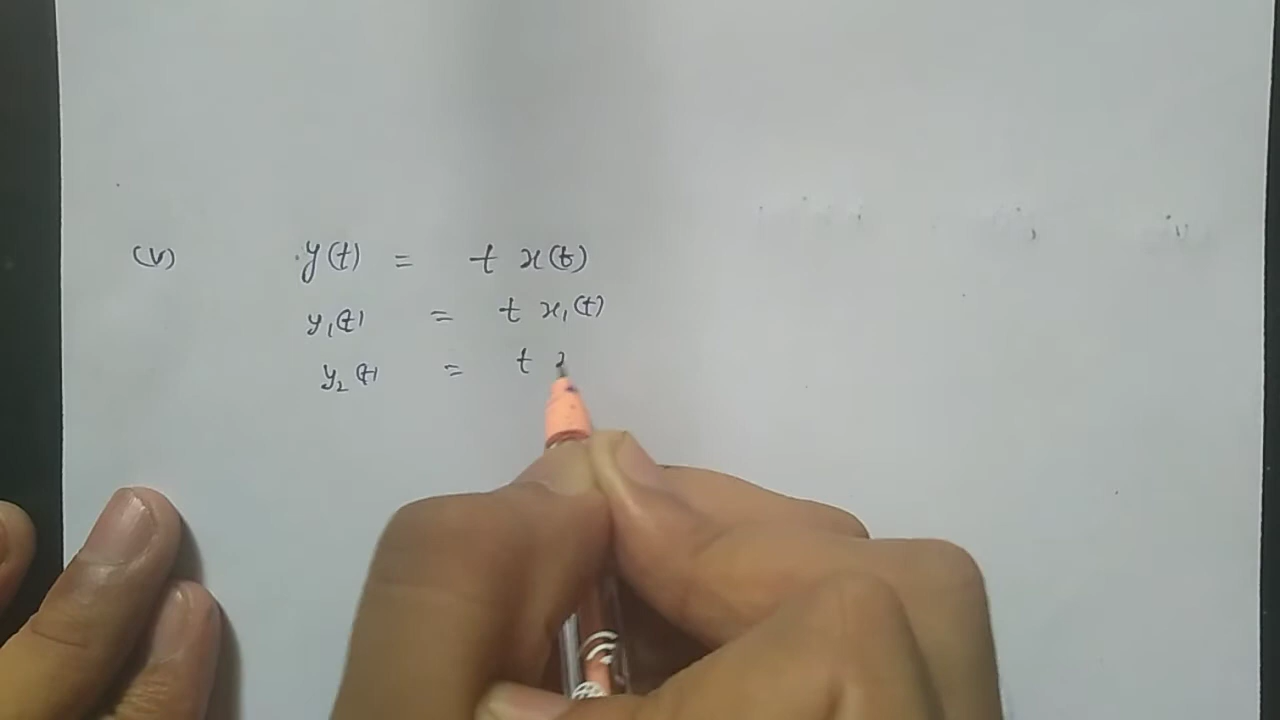 (v) y(t) = t x(t)
y₁(t) = t x₁(t)
y₂(t) = t